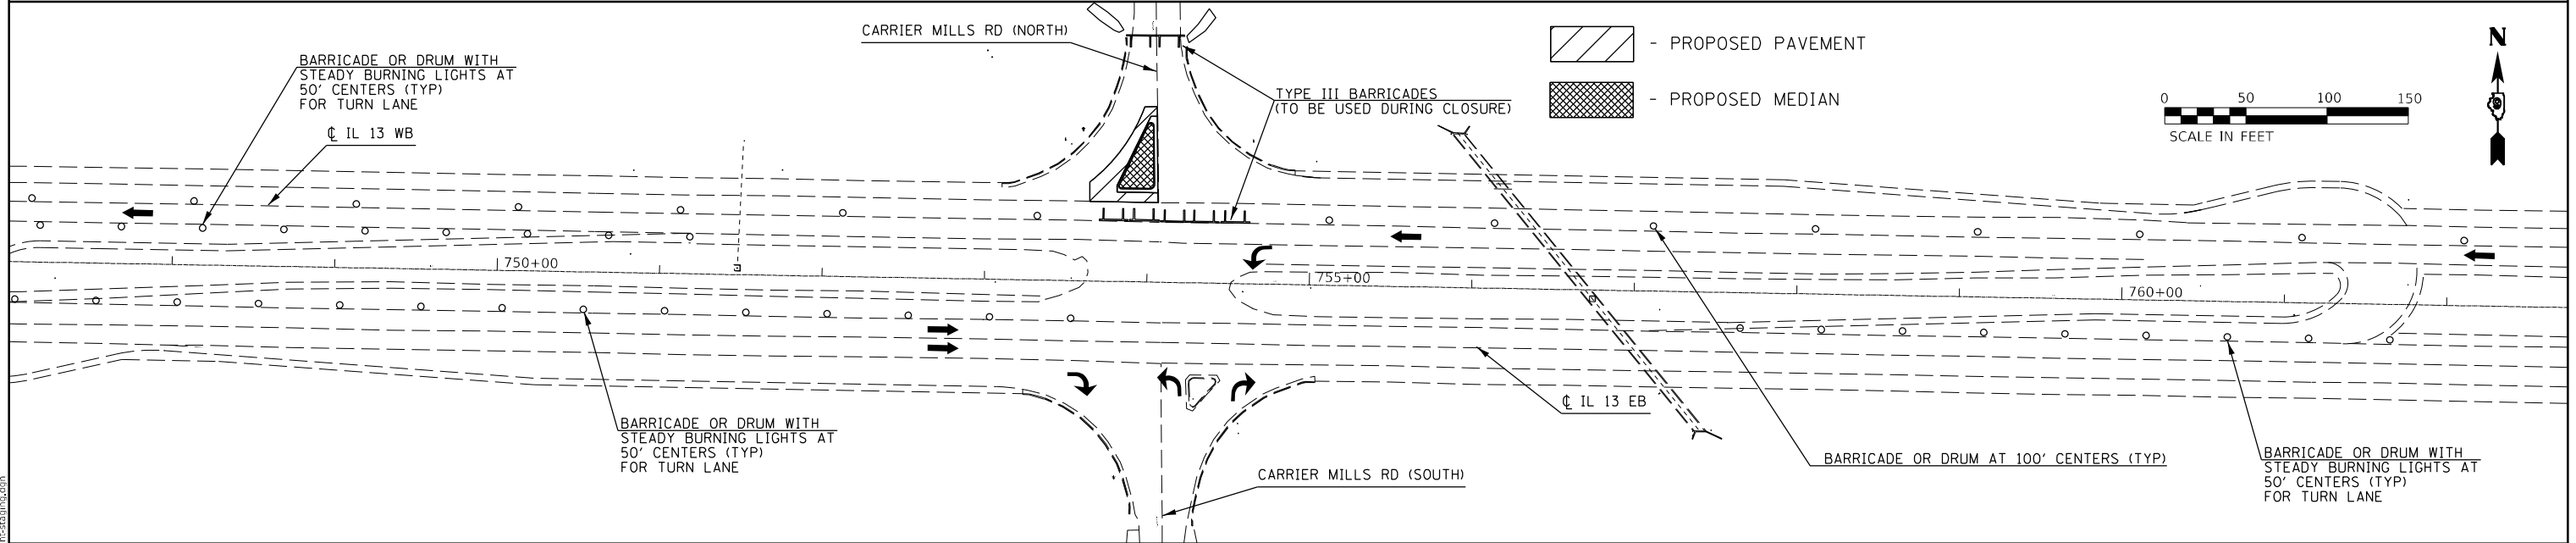 CARRIER MILLS RD (NORTH)
BARRICADE OR DRUM WITH
STEADY BURNING LIGHTS AT
50' CENTERS (TYP)
FOR TURN LANE
℄ IL 13 WB
TYPE III BARRICADES
(TO BE USED DURING CLOSURE)
- PROPOSED PAVEMENT
- PROPOSED MEDIAN
0 50 100 150
SCALE IN FEET
N
750+00
755+00
760+00
℄ IL 13 EB
BARRICADE OR DRUM WITH
STEADY BURNING LIGHTS AT
50' CENTERS (TYP)
FOR TURN LANE
CARRIER MILLS RD (SOUTH)
BARRICADE OR DRUM AT 100' CENTERS (TYP)
BARRICADE OR DRUM WITH
STEADY BURNING LIGHTS AT
50' CENTERS (TYP)
FOR TURN LANE